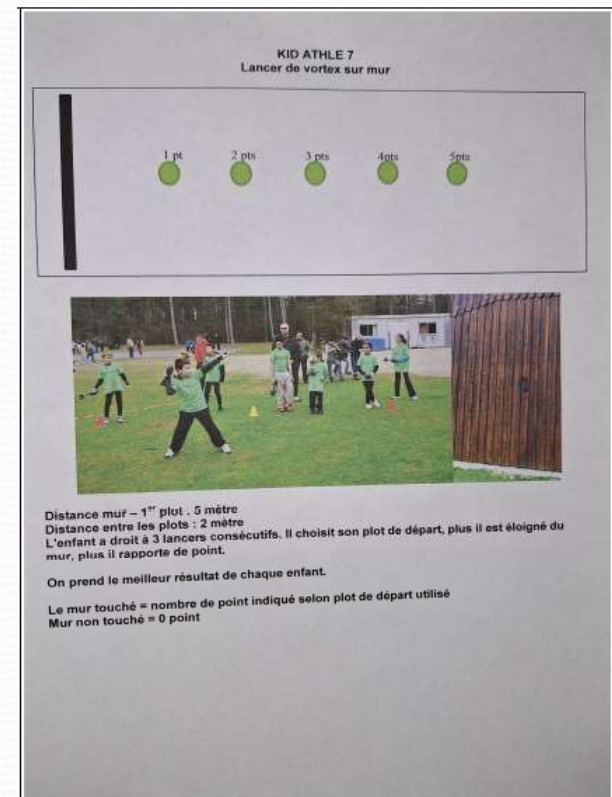 KID ATHLE 7
Lancer de vortex sur mur
1 pt 2 pts 3 pts 4pts 5pts
Distance mur – 1er plot . 5 mètre
Distance entre les plots : 2 mètre
L'enfant a droit à 3 lancers consécutifs. Il choisit son plot de départ, plus il est éloigné du
mur, plus il rapporte de point.
On prend le meilleur résultat de chaque enfant.
Le mur touché = nombre de point indiqué selon plot de départ utilisé
Mur non touché = 0 point